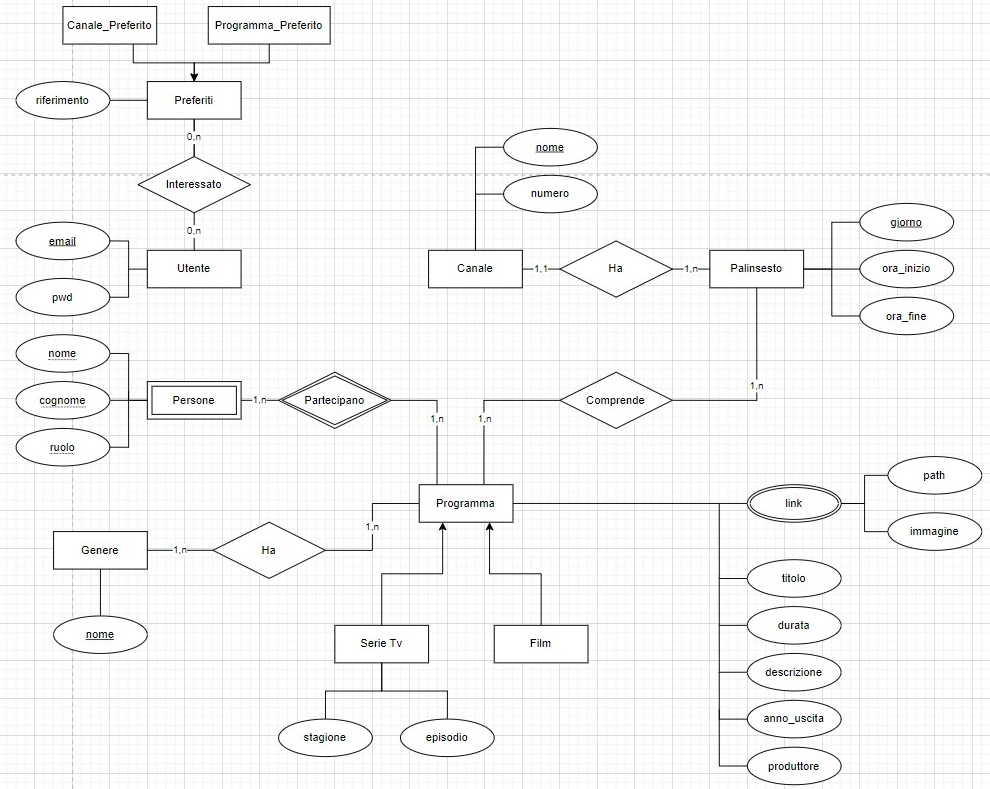 Canale_Preferito
Programma_Preferito
riferimento
Preferiti
0,n
Interessato
0,n
email
Utente
pwd
nome
numero
Canale
1,1
Ha
1,n
Palinsesto
giorno
ora_inizio
ora_fine
nome
cognome
ruolo
Persone
1,n
Partecipano
1,n
1,n
Comprende
1,n
Programma
link
path
immagine
Genere
1,n
Ha
1,n
nome
titolo
durata
descrizione
anno_uscita
produttore
Serie Tv
Film
stagione
episodio